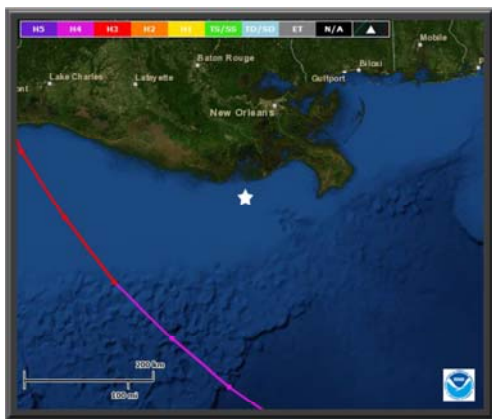 H5 H4 H3 H2 H1 TS/SS TD/SD ET N/A
Mobile
Baton Rouge
Biloxi
Lake Charles
Lafayette
Gulfport
New Orleans
200 km
100 mi